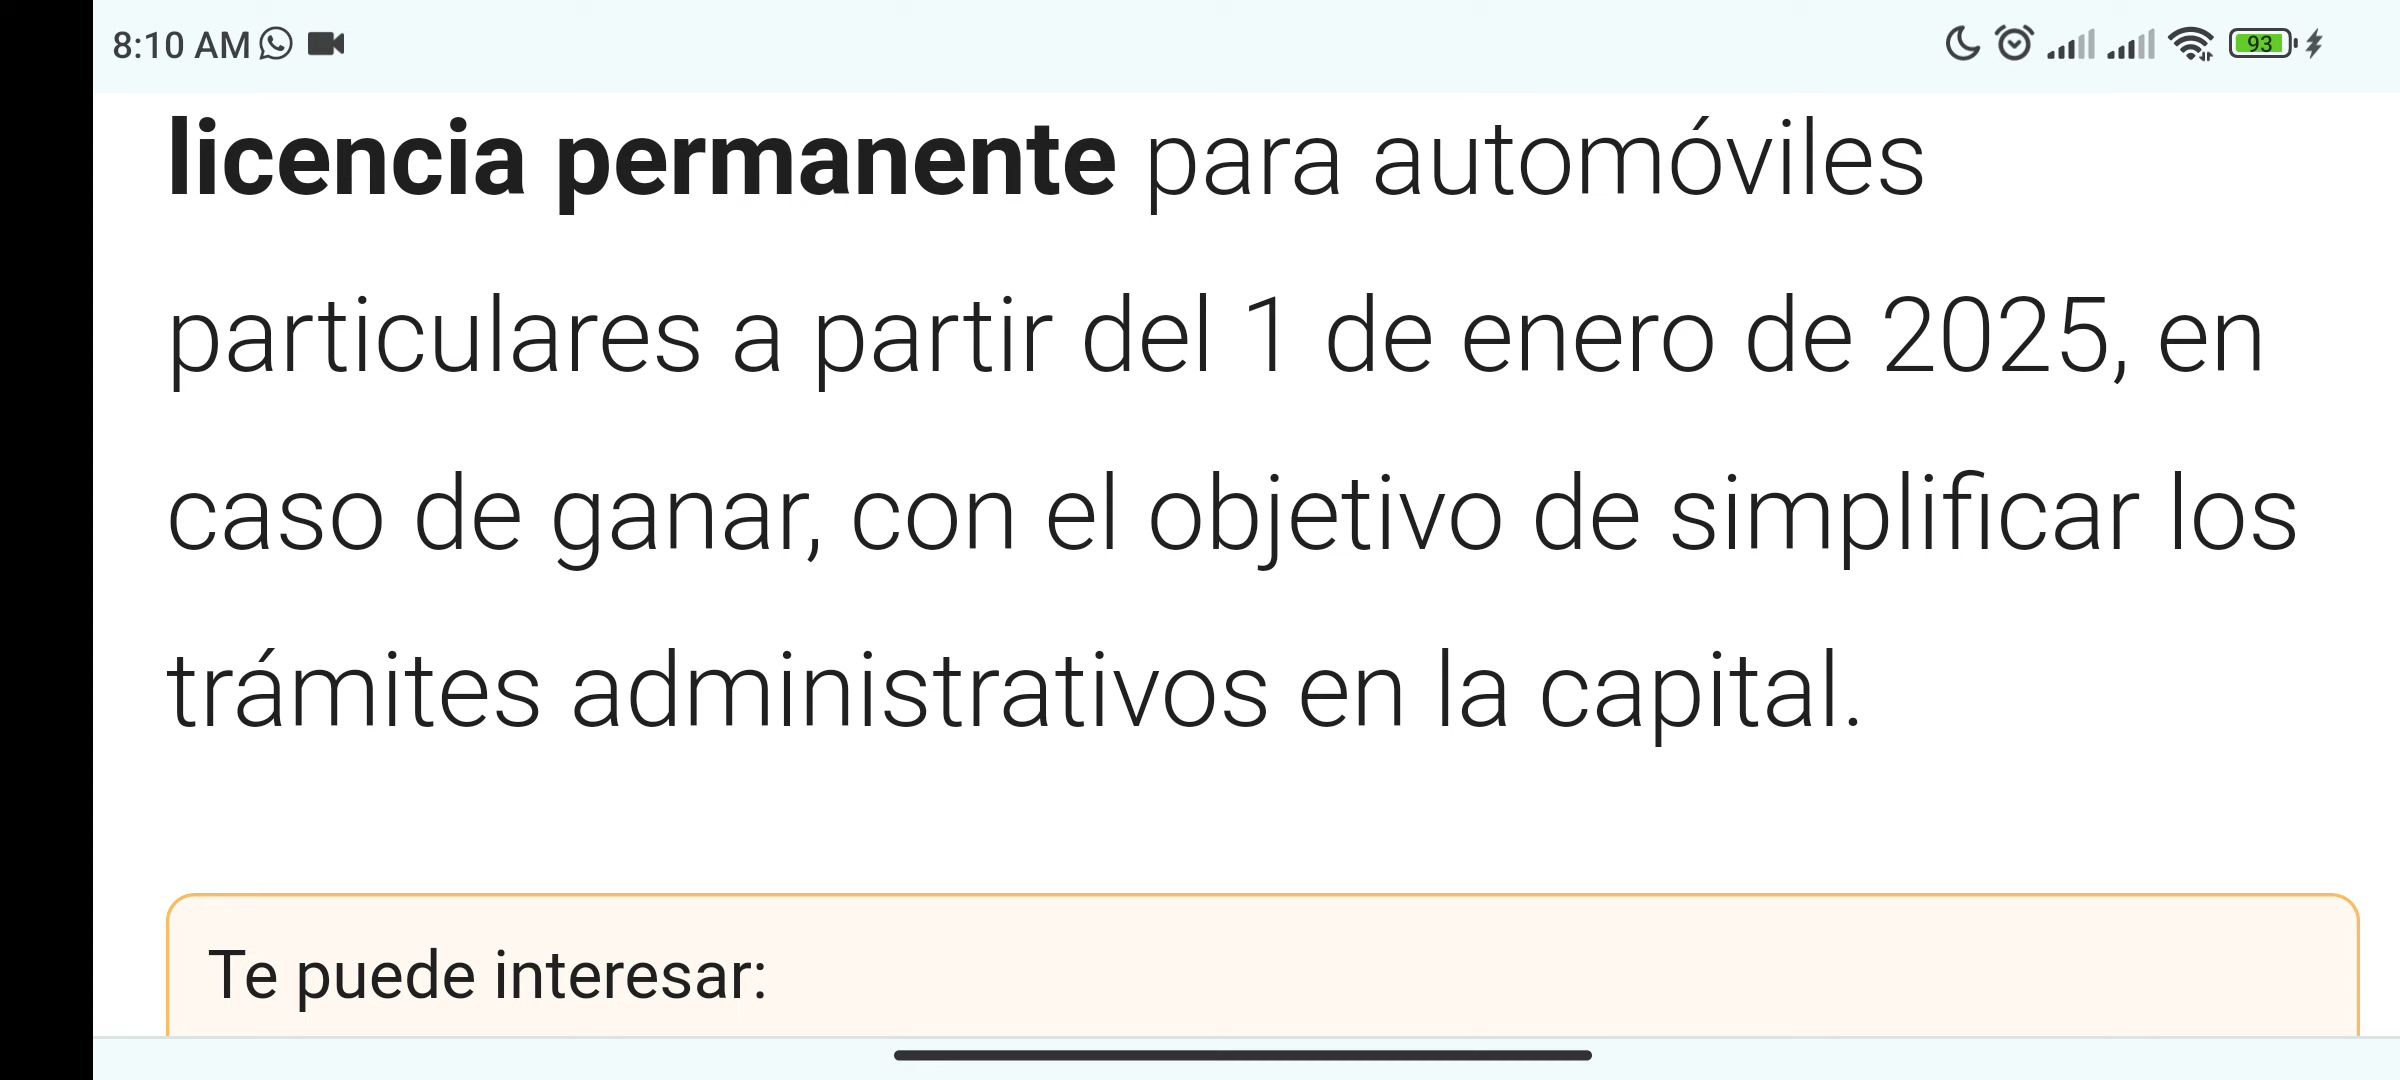 8:10 AM
93
licencia permanente para automóviles
particulares a partir del 1 de enero de 2025, en
caso de ganar, con el objetivo de simplificar los
trámites administrativos en la capital.
Te puede interesar: